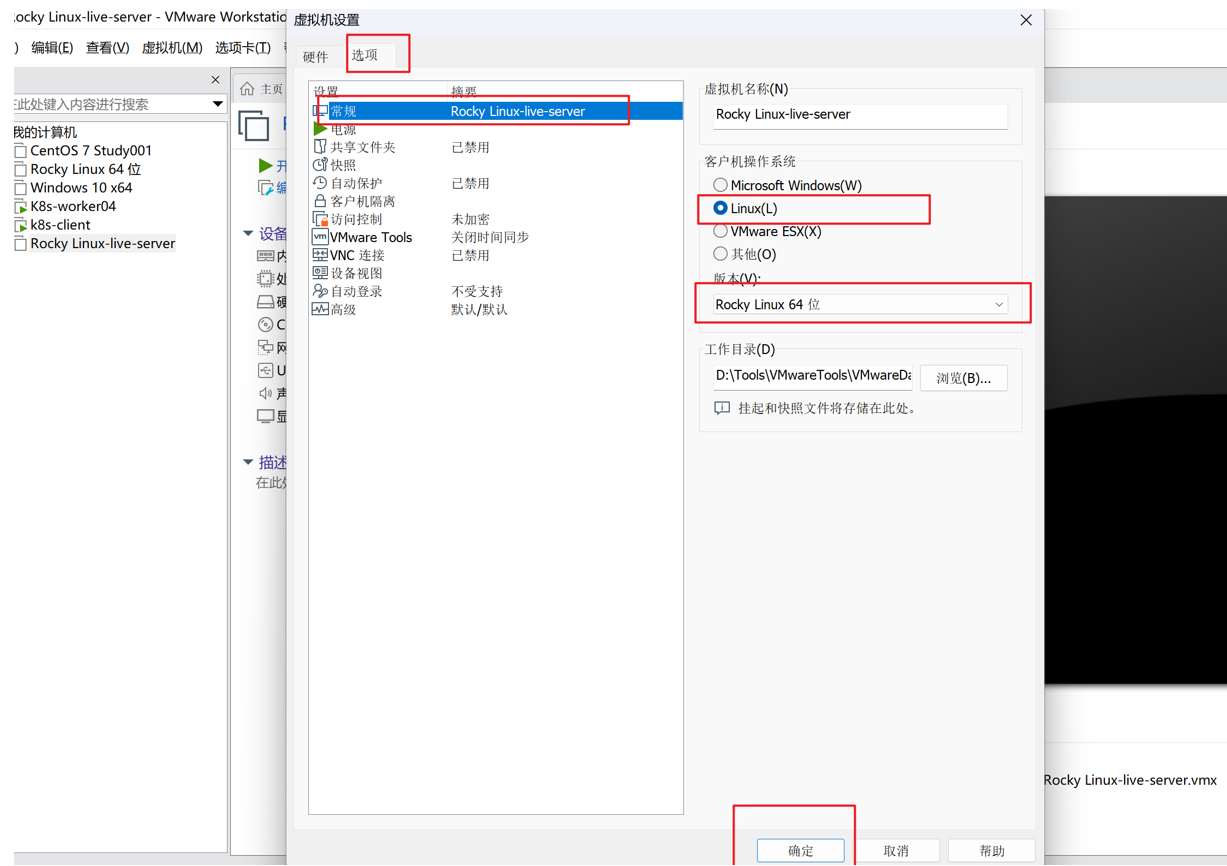 Rocky Linux-live-server - VMware Workstatio
编辑(E) 查看(V) 虚拟机(M) 选项卡(T)
在此处键入内容进行搜索
我的计算机
CentOS 7 Study001
Rocky Linux 64 位
Windows 10 x64
K8s-worker04
k8s-client
Rocky Linux-live-server
主页
开
编
设备
内
处
硬
C
网
U
声
显
描述
在此处
虚拟机设置
硬件 选项
设置 摘要
常规 Rocky Linux-live-server
电源
共享文件夹 已禁用
快照
自动保护 已禁用
客户机隔离
访问控制 未加密
VMware Tools 关闭时间同步
VNC 连接 已禁用
设备视图
自动登录 不受支持
高级 默认/默认
虚拟机名称(N)
Rocky Linux-live-server
客户机操作系统
Microsoft Windows(W)
Linux(L)
VMware ESX(X)
其他(O)
版本(V):
Rocky Linux 64 位
工作目录(D)
D:\Tools\VMwareTools\VMwareDa
浏览(B)...
挂起和快照文件将存储在此处。
确定 取消 帮助
Rocky Linux-live-server.vmx